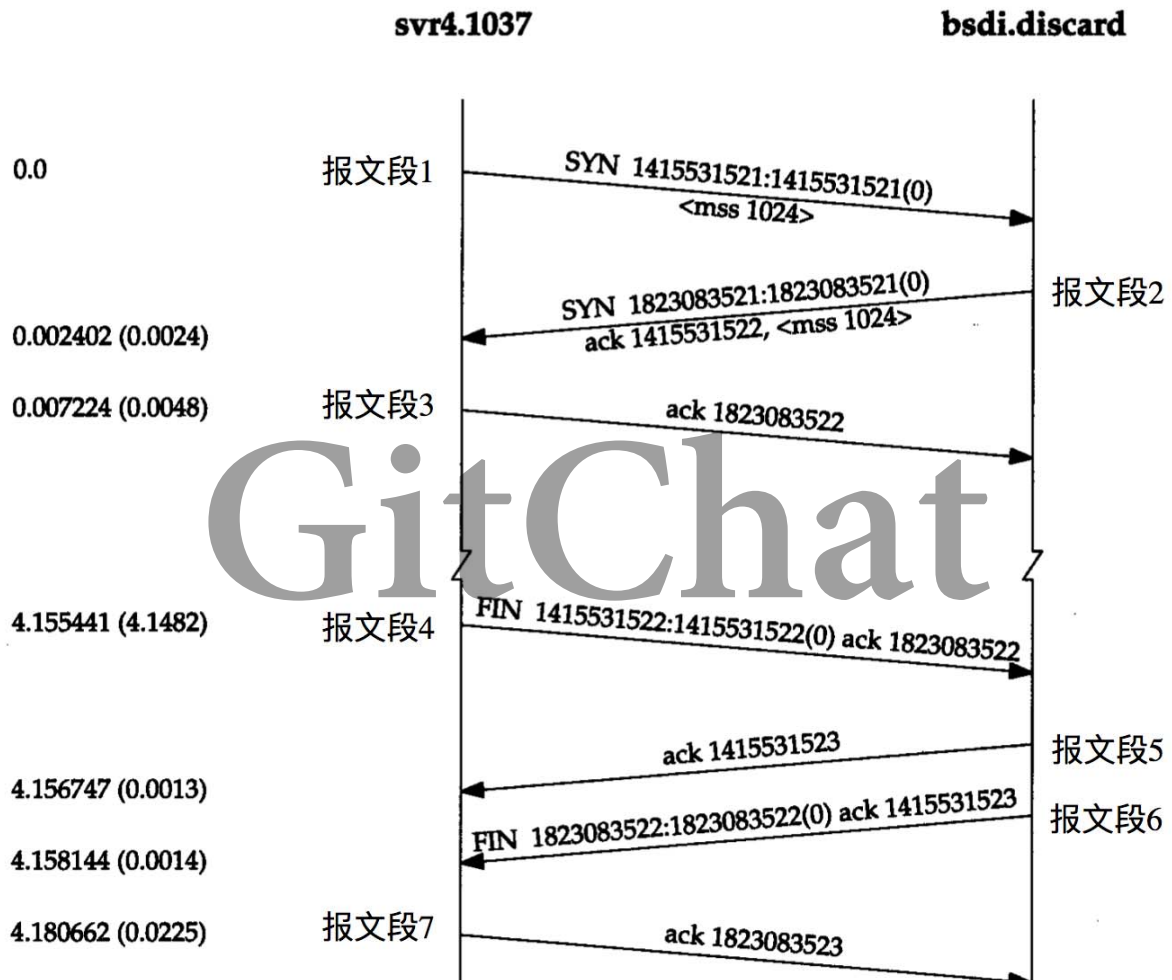 svr4.1037 bsdi.discard
0.0 报文段1 SYN 1415531521:1415531521(0)
<mss 1024>
SYN 1823083521:1823083521(0) 报文段2
0.002402 (0.0024) ack 1415531522, <mss 1024>
0.007224 (0.0048) 报文段3 ack 1823083522
GitChat
4.155441 (4.1482) 报文段4 FIN 1415531522:1415531522(0) ack 1823083522
ack 1415531523 报文段5
4.156747 (0.0013)
FIN 1823083522:1823083522(0) ack 1415531523 报文段6
4.158144 (0.0014)
4.180662 (0.0225) 报文段7 ack 1823083523